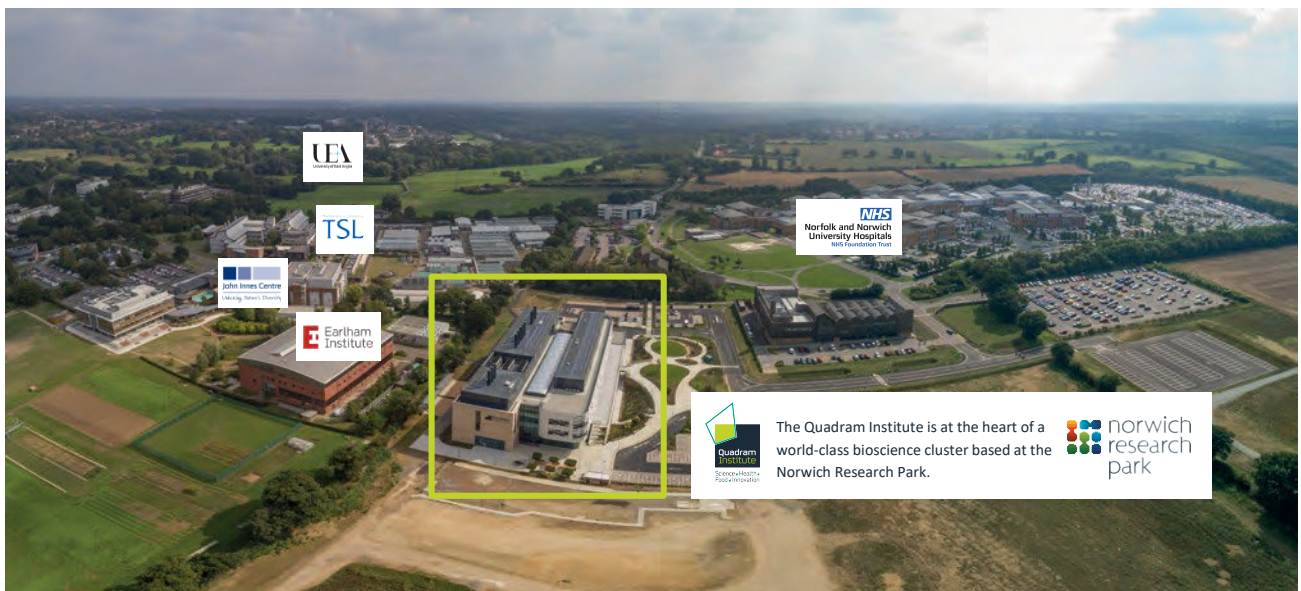 UEA
University of East Anglia
TSL
NHS
Norfolk and Norwich
University Hospitals
NHS Foundation Trust
John Innes Centre
Unlocking Nature's Diversity
Earlham
Institute
Quadram
Institute
Science • Health •
Food • Innovation
The Quadram Institute is at the heart of a
world-class bioscience cluster based at the
Norwich Research Park.
norwich
research
park